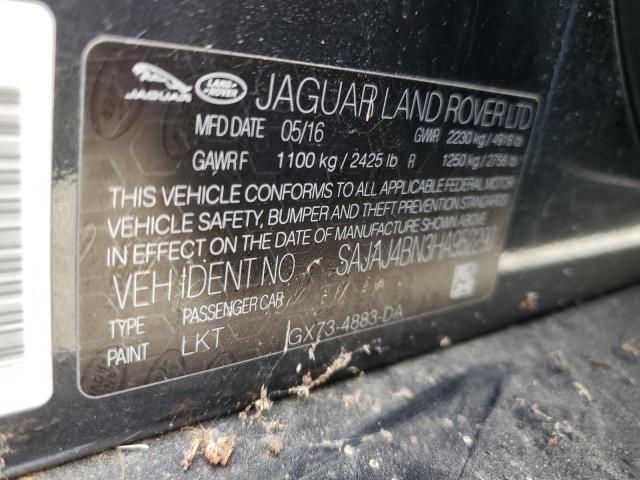 JAGUAR
LAND ROVER
JAGUAR LAND ROVER LTD
MFD DATE 05/16 GVWR 2230 kg / 4916 lb
GAWR F 1100 kg / 2425 lb R 1250 kg / 2756 lb
THIS VEHICLE CONFORMS TO ALL APPLICABLE FEDERAL MOTOR
VEHICLE SAFETY, BUMPER AND THEFT PREVENTION STANDARDS
IN EFFECT ON THE DATE OF MANUFACTURE SHOWN ABOVE.
VEH IDENT NO SAJAJ4BN3HA962290
TYPE PASSENGER CAR
PAINT LKT GX73-4883-DA